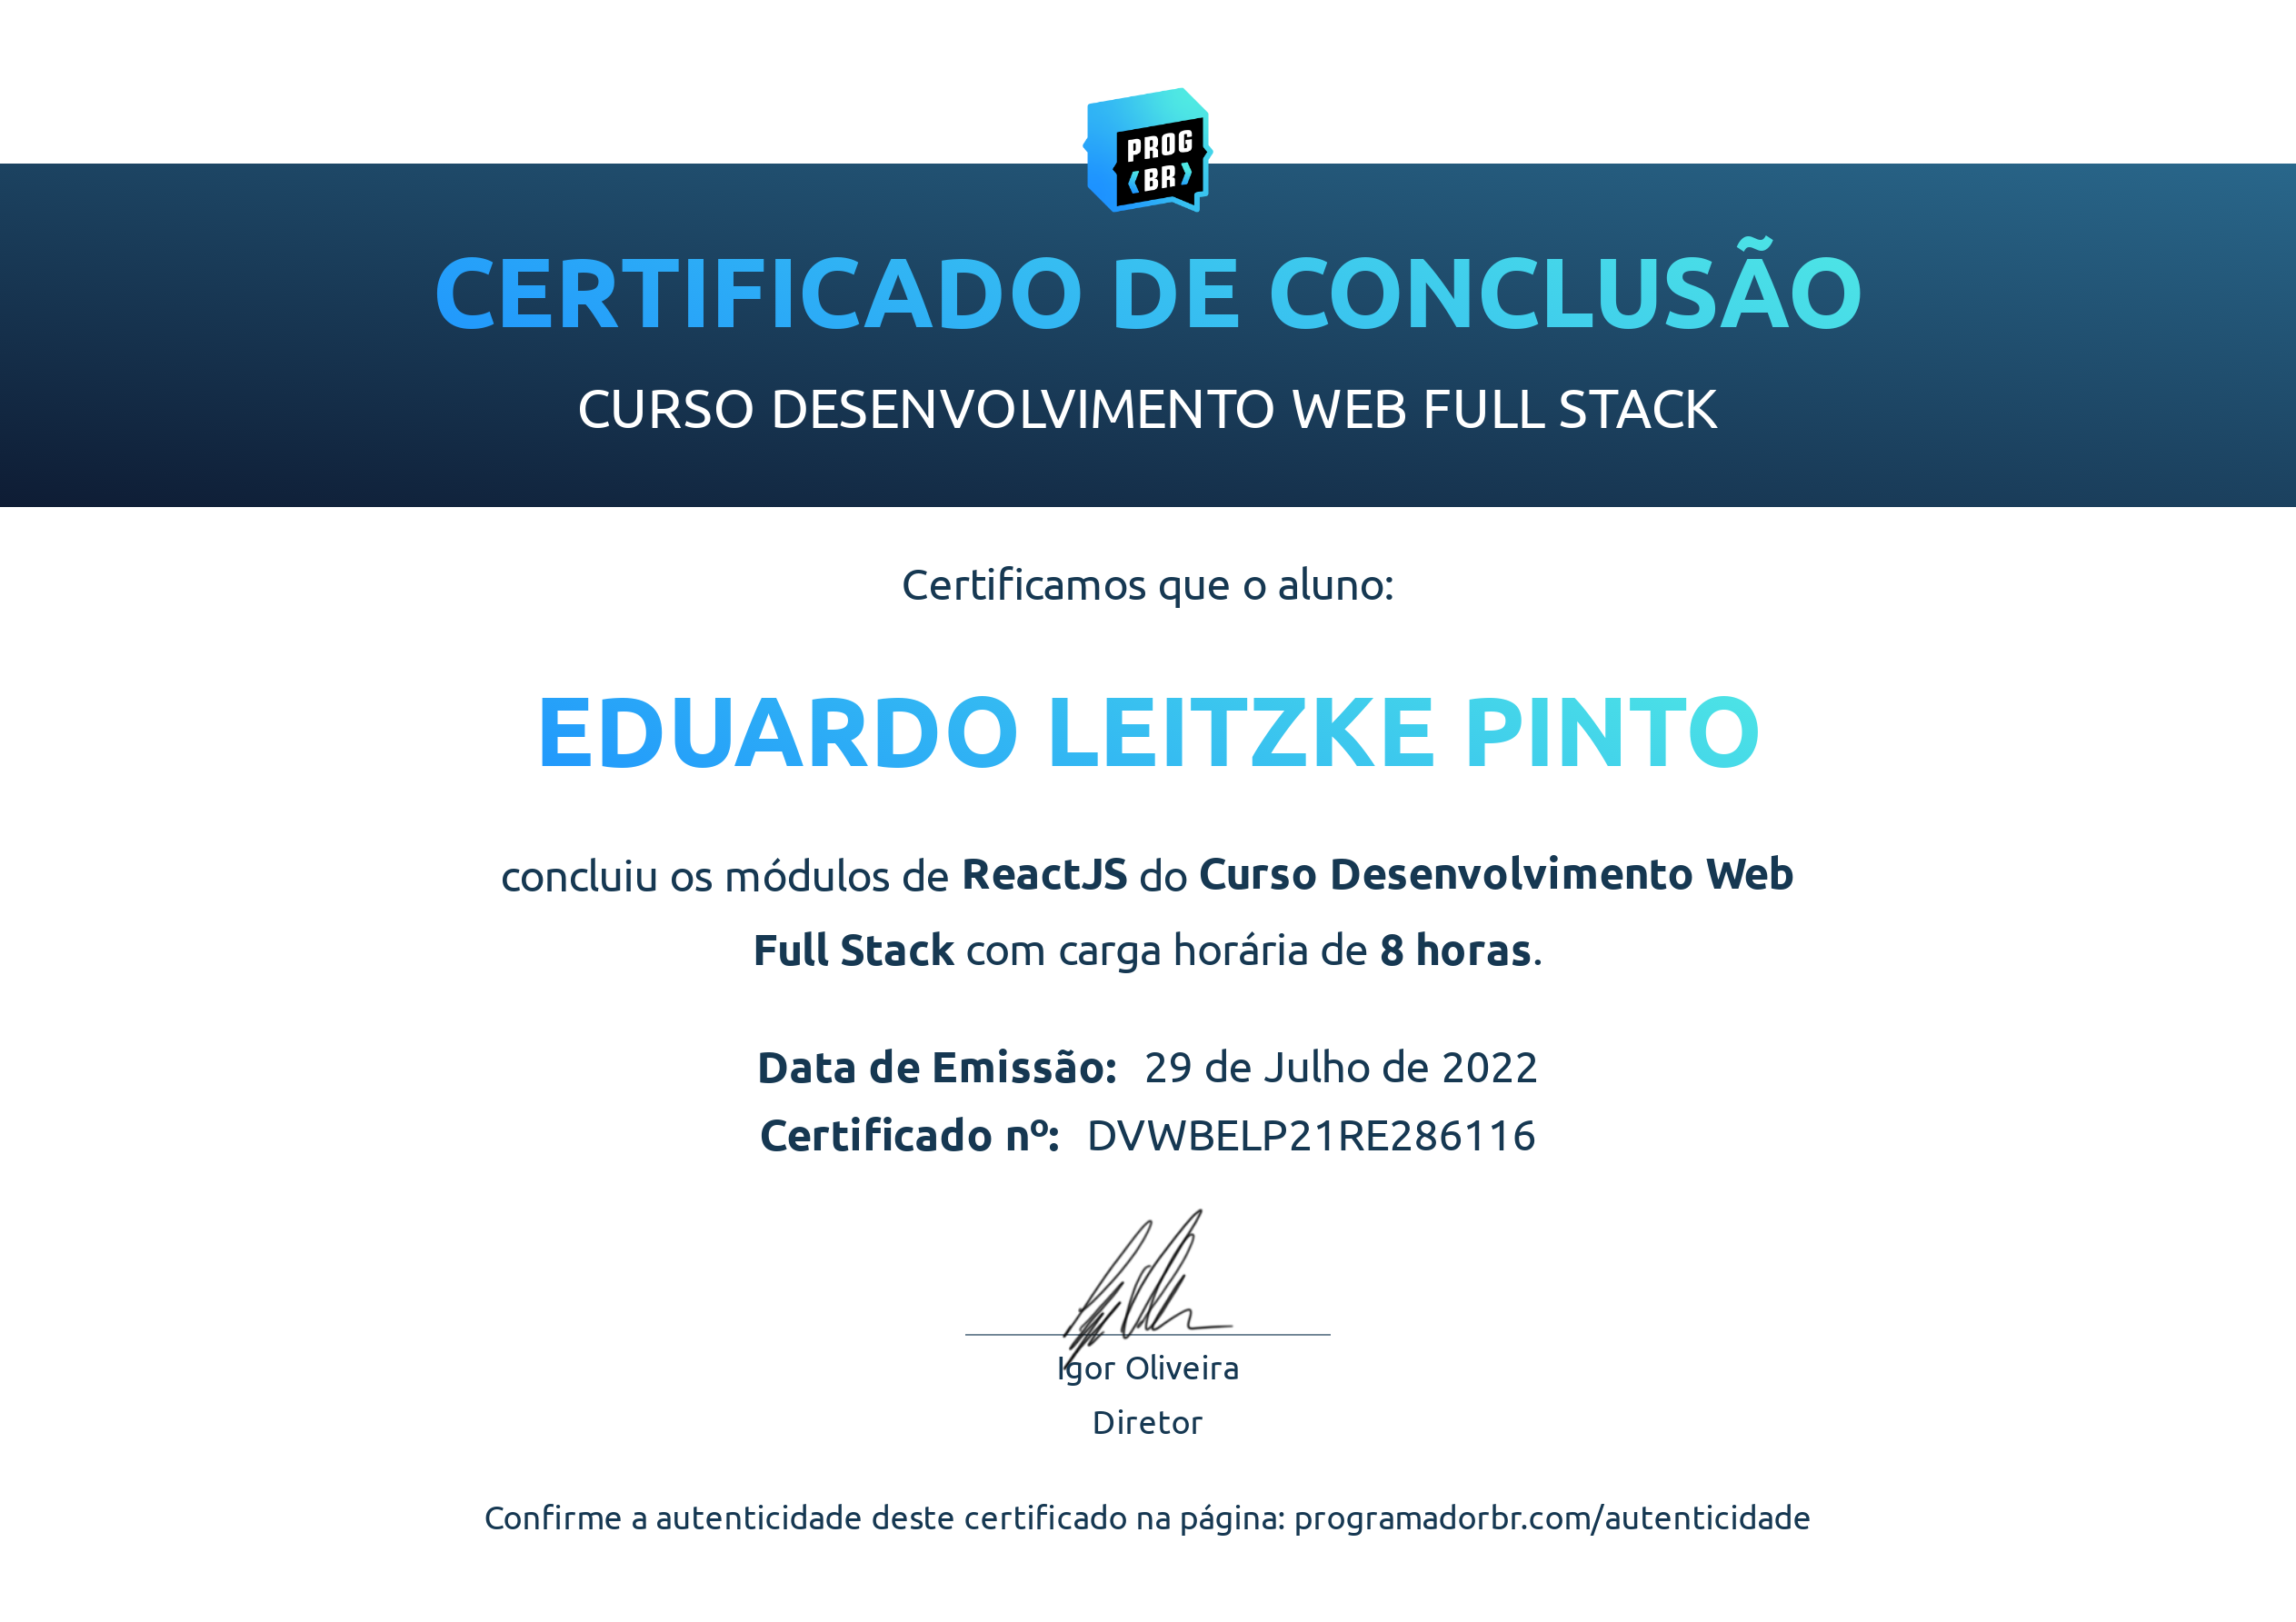 PROG
BR
CERTIFICADO DE CONCLUSÃO
CURSO DESENVOLVIMENTO WEB FULL STACK
Certificamos que o aluno:
EDUARDO LEITZKE PINTO
concluiu os módulos de ReactJS do Curso Desenvolvimento Web
Full Stack com carga horária de 8 horas.
Data de Emissão: 29 de Julho de 2022
Certificado nº: DVWBELP21RE286116
Igor Oliveira
Diretor
Confirme a autenticidade deste certificado na página: programadorbr.com/autenticidade